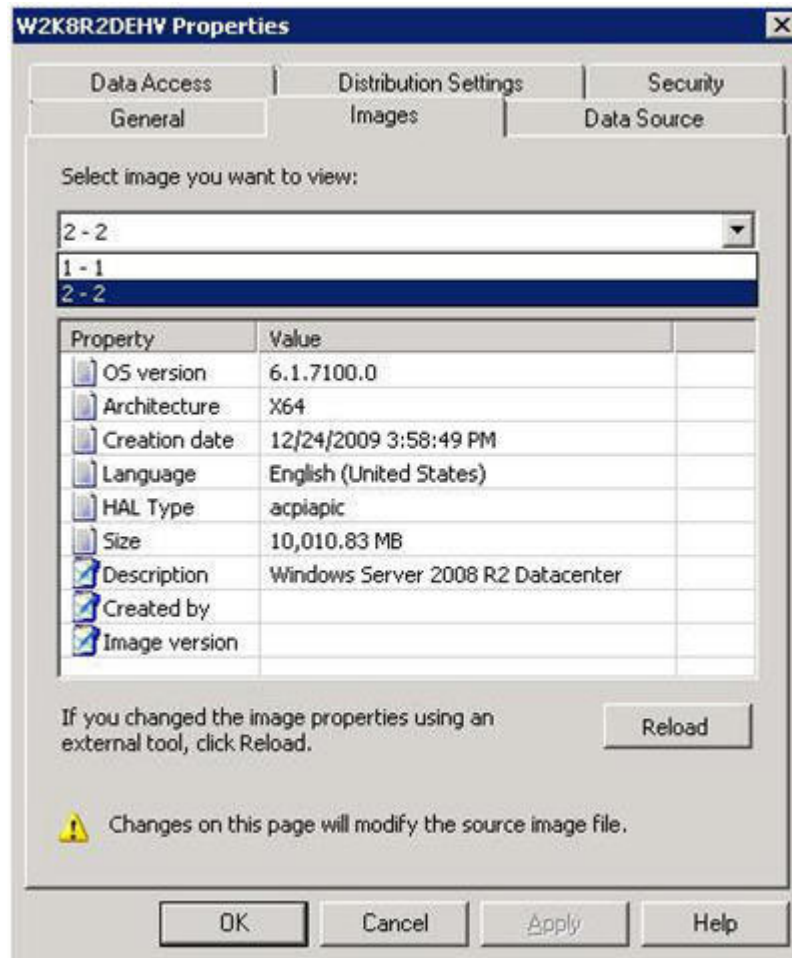 W2K8R2DEHV Properties
Data Access Distribution Settings Security
General Images Data Source
Select image you want to view:
2 - 2
1 - 1
2 - 2
Property Value
OS version 6.1.7100.0
Architecture X64
Creation date 12/24/2009 3:58:49 PM
Language English (United States)
HAL Type acpiapic
Size 10,010.83 MB
Description Windows Server 2008 R2 Datacenter
Created by
Image version
If you changed the image properties using an
external tool, click Reload.
Reload
Changes on this page will modify the source image file.
OK Cancel Apply Help